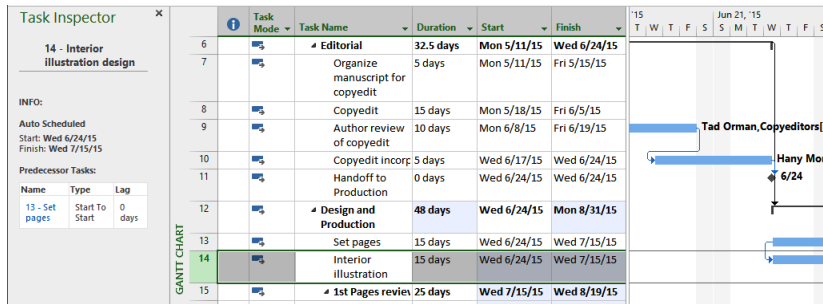 Task Inspector ×
14 - Interior
illustration design
INFO:
Auto Scheduled
Start: Wed 6/24/15
Finish: Wed 7/15/15
Predecessor Tasks:
Name Type Lag
13 - Set pages Start To Start 0 days
GANTT CHART
Task Mode Task Name Duration Start Finish
6 Editorial 32.5 days Mon 5/11/15 Wed 6/24/15
7 Organize manuscript for copyedit 5 days Mon 5/11/15 Fri 5/15/15
8 Copyedit 15 days Mon 5/18/15 Fri 6/5/15
9 Author review of copyedit 10 days Mon 6/8/15 Fri 6/19/15
10 Copyedit incorp 5 days Wed 6/17/15 Wed 6/24/15
11 Handoff to Production 0 days Wed 6/24/15 Wed 6/24/15
12 Design and Production 48 days Wed 6/24/15 Mon 8/31/15
13 Set pages 15 days Wed 6/24/15 Wed 7/15/15
14 Interior illustration 15 days Wed 6/24/15 Wed 7/15/15
15 1st Pages review 25 days Wed 7/15/15 Wed 8/19/15
'15 Jun 21, '15
T W T F S S M T W T F S
Tad Orman,Copyeditors[
Hany Mor
6/24